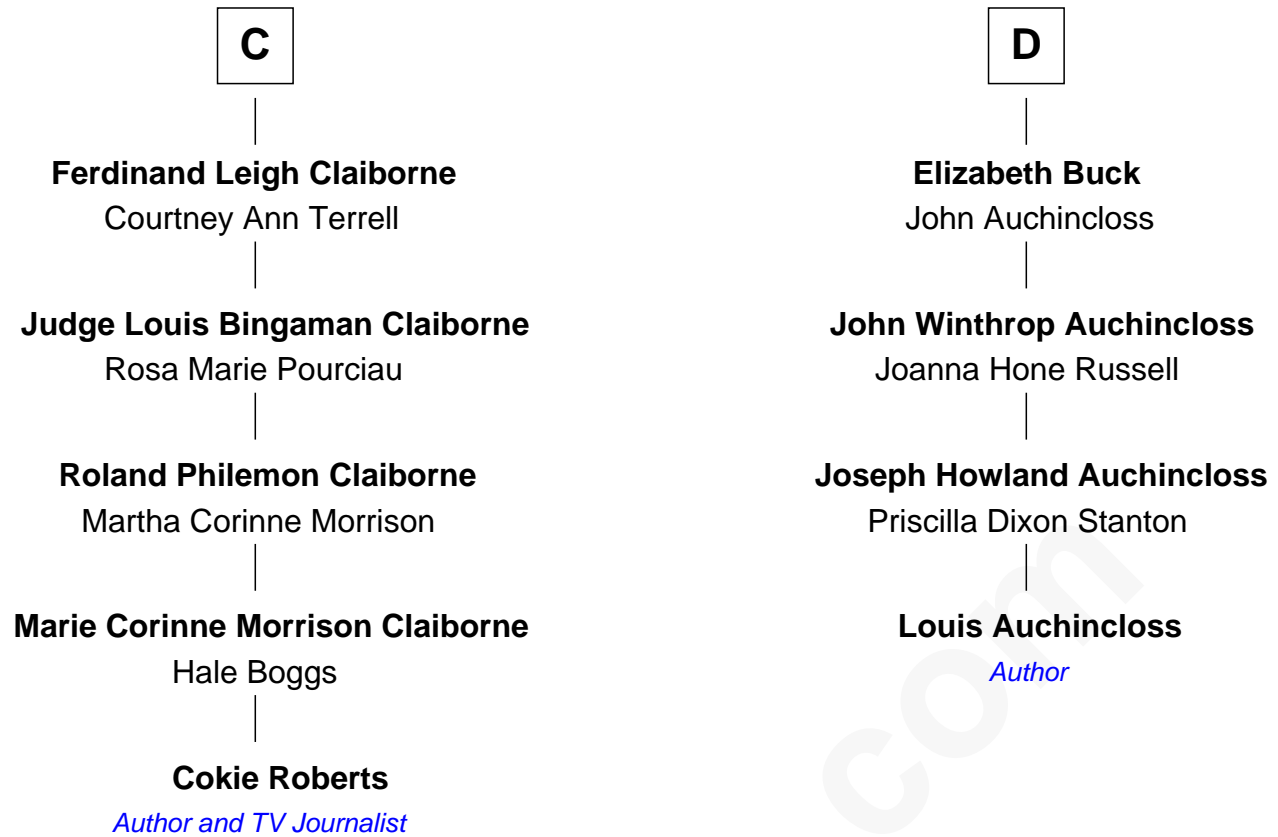 C
Ferdinand Leigh Claiborne
Courtney Ann Terrell
Judge Louis Bingaman Claiborne
Rosa Marie Pourciau
Roland Philemon Claiborne
Martha Corinne Morrison
Marie Corinne Morrison Claiborne
Hale Boggs
Cokie Roberts
Author and TV Journalist
D
Elizabeth Buck
John Auchincloss
John Winthrop Auchincloss
Joanna Hone Russell
Joseph Howland Auchincloss
Priscilla Dixon Stanton
Louis Auchincloss
Author
com